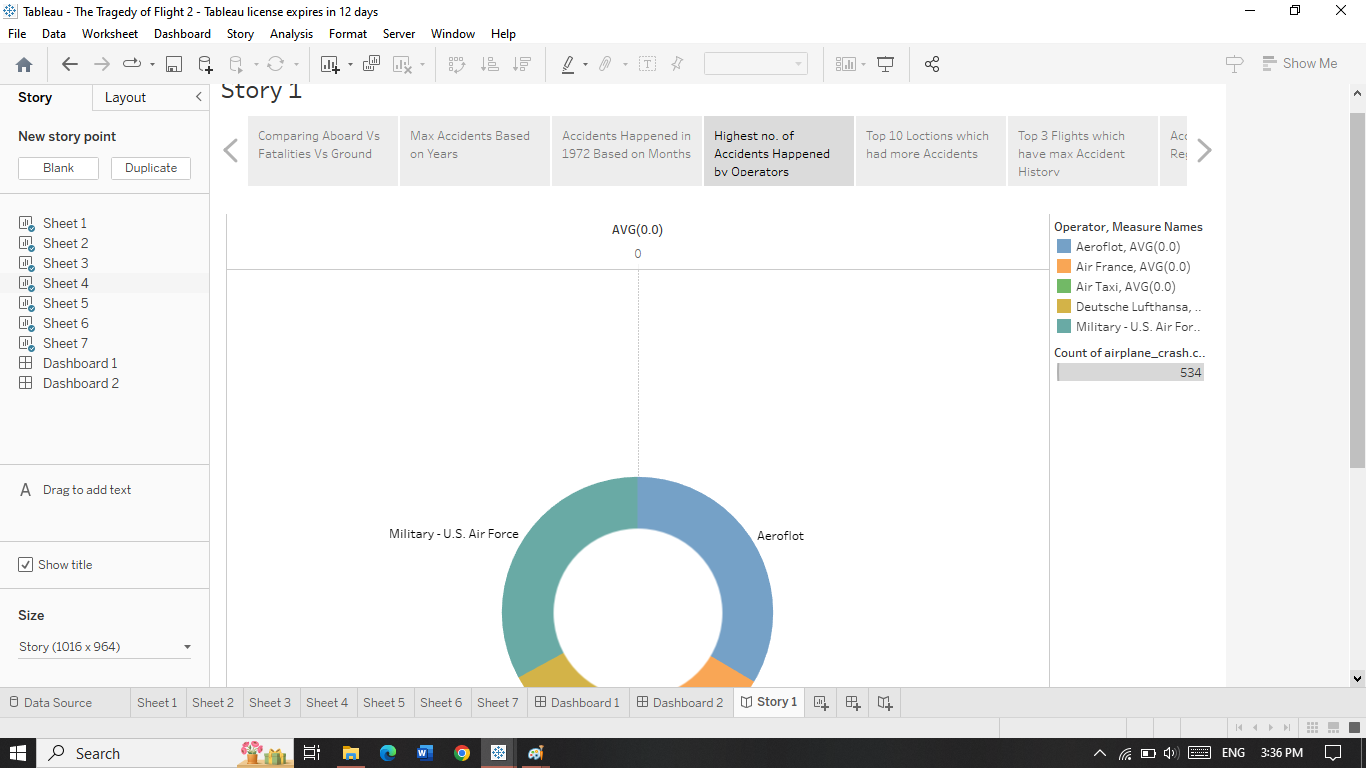 Tableau - The Tragedy of Flight 2 - Tableau license expires in 12 days
File Data Worksheet Dashboard Story Analysis Format Server Window Help
Show Me
Story Layout
New story point
Blank Duplicate
Sheet 1
Sheet 2
Sheet 3
Sheet 4
Sheet 5
Sheet 6
Sheet 7
Dashboard 1
Dashboard 2
A Drag to add text
Show title
Size
Story (1016 x 964)
Story 1
Comparing Aboard Vs
Fatalities Vs Ground
Max Accidents Based
on Years
Accidents Happened in
1972 Based on Months
Highest no. of
Accidents Happened
by Operators
Top 10 Loctions which
had more Accidents
Top 3 Flights which
have max Accident
History
Acc
Reg
AVG(0.0)
0
Military - U.S. Air Force
Aeroflot
Operator, Measure Names
Aeroflot, AVG(0.0)
Air France, AVG(0.0)
Air Taxi, AVG(0.0)
Deutsche Lufthansa, ..
Military - U.S. Air For..
Count of airplane_crash.c..
534
Data Source Sheet 1 Sheet 2 Sheet 3 Sheet 4 Sheet 5 Sheet 6 Sheet 7 Dashboard 1 Dashboard 2 Story 1
Search
ENG 3:36 PM